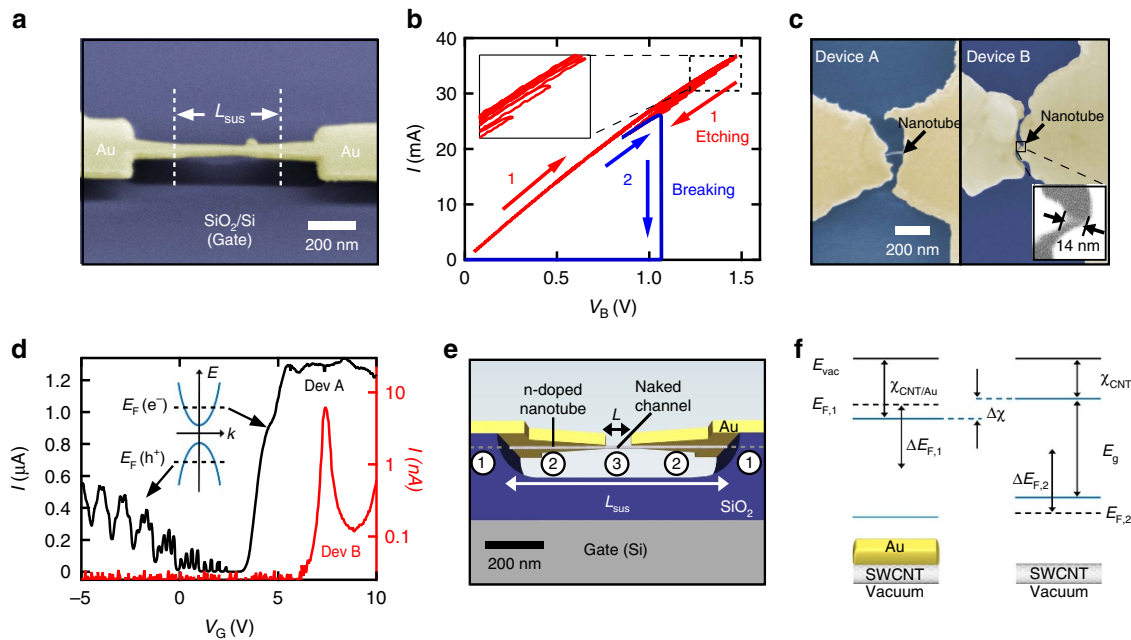 a
L_sus
Au
Au
SiO₂/Si
(Gate)
200 nm
b
40
30
20
10
0
I (mA)
1
Etching
1
2
Breaking
0
0.5
1.0
1.5
V_B (V)
c
Device A
Device B
Nanotube
Nanotube
200 nm
14 nm
d
1.2
0.9
0.6
0.4
0.2
0
I (μA)
E
E_F (e⁻)
k
E_F (h⁺)
Dev A
Dev B
10
1
0.1
I (nA)
−5
0
5
10
V_G (V)
e
n-doped
nanotube
Naked
channel
L
Au
1
2
3
2
1
L_sus
SiO₂
Gate (Si)
200 nm
f
E_vac
χ_CNT/Au
χ_CNT
E_F,1
Δχ
ΔE_F,1
E_g
ΔE_F,2
E_F,2
Au
SWCNT
Vacuum
SWCNT
Vacuum